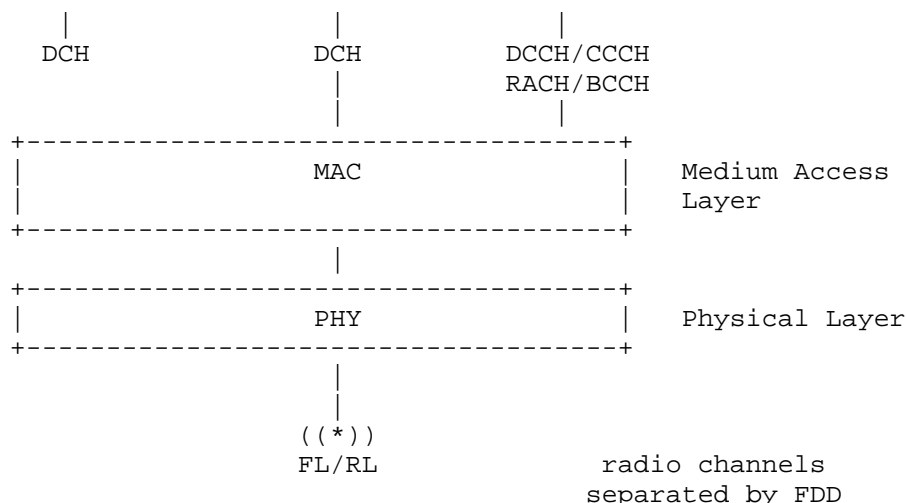 DCH DCH DCCH/CCCH
RACH/BCCH
MAC Medium Access
Layer
PHY Physical Layer
((*))
FL/RL radio channels
separated by FDD